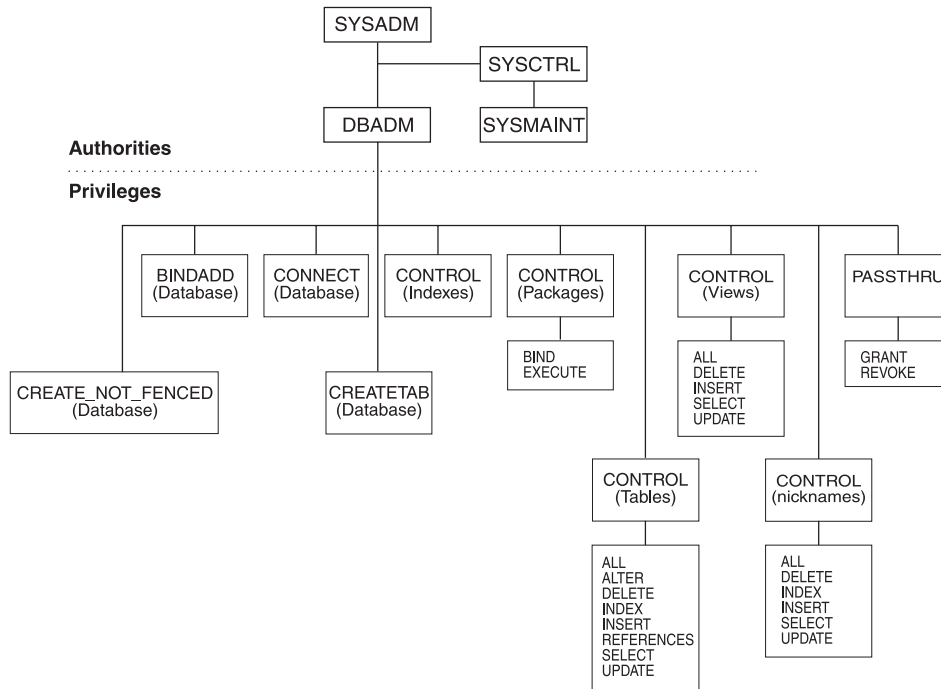 SYSADM
SYSCTRL
DBADM
SYSMAINT
Authorities
Privileges
BINDADD
(Database)
CONNECT
(Database)
CONTROL
(Indexes)
CONTROL
(Packages)
CONTROL
(Views)
PASSTHRU
BIND
EXECUTE
ALL
DELETE
INSERT
SELECT
UPDATE
GRANT
REVOKE
CREATE_NOT_FENCED
(Database)
CREATETAB
(Database)
CONTROL
(Tables)
CONTROL
(nicknames)
ALL
ALTER
DELETE
INDEX
INSERT
REFERENCES
SELECT
UPDATE
ALL
DELETE
INDEX
INSERT
SELECT
UPDATE